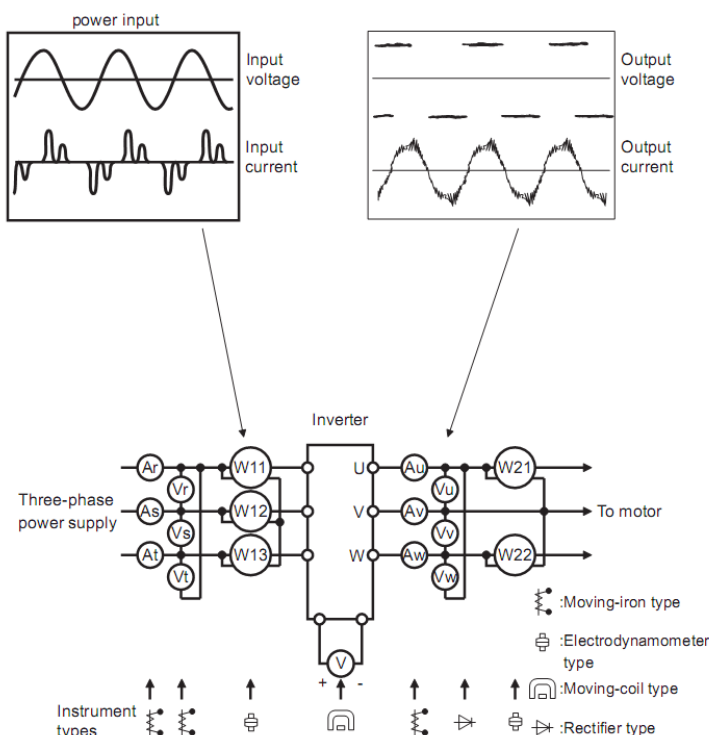 power input
Input
voltage
Input
current
Output
voltage
Output
current
Inverter
Three-phase
power supply
Ar
As
At
Vr
Vs
Vt
W11
W12
W13
U
V
W
Au
Av
Aw
Vu
Vv
Vw
W21
W22
To motor
V
+ -
:Moving-iron type
:Electrodynamometer
type
:Moving-coil type
:Rectifier type
Instrument
types